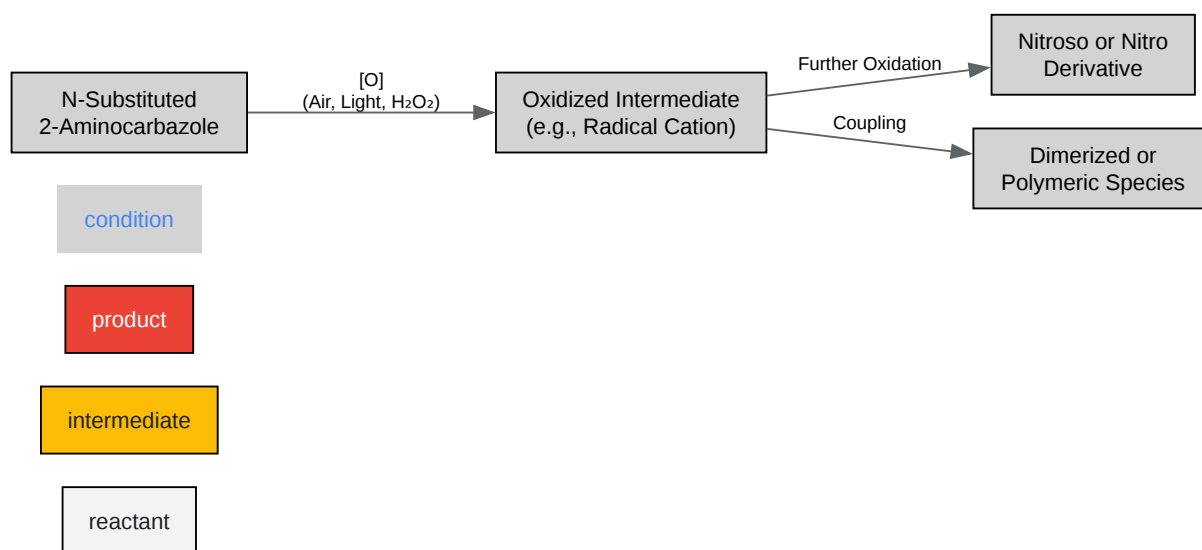 N-Substituted
2-Aminocarbazole
[O]
(Air, Light, H₂O₂)
Oxidized Intermediate
(e.g., Radical Cation)
Further Oxidation
Nitroso or Nitro
Derivative
Coupling
Dimerized or
Polymeric Species
condition
product
intermediate
reactant